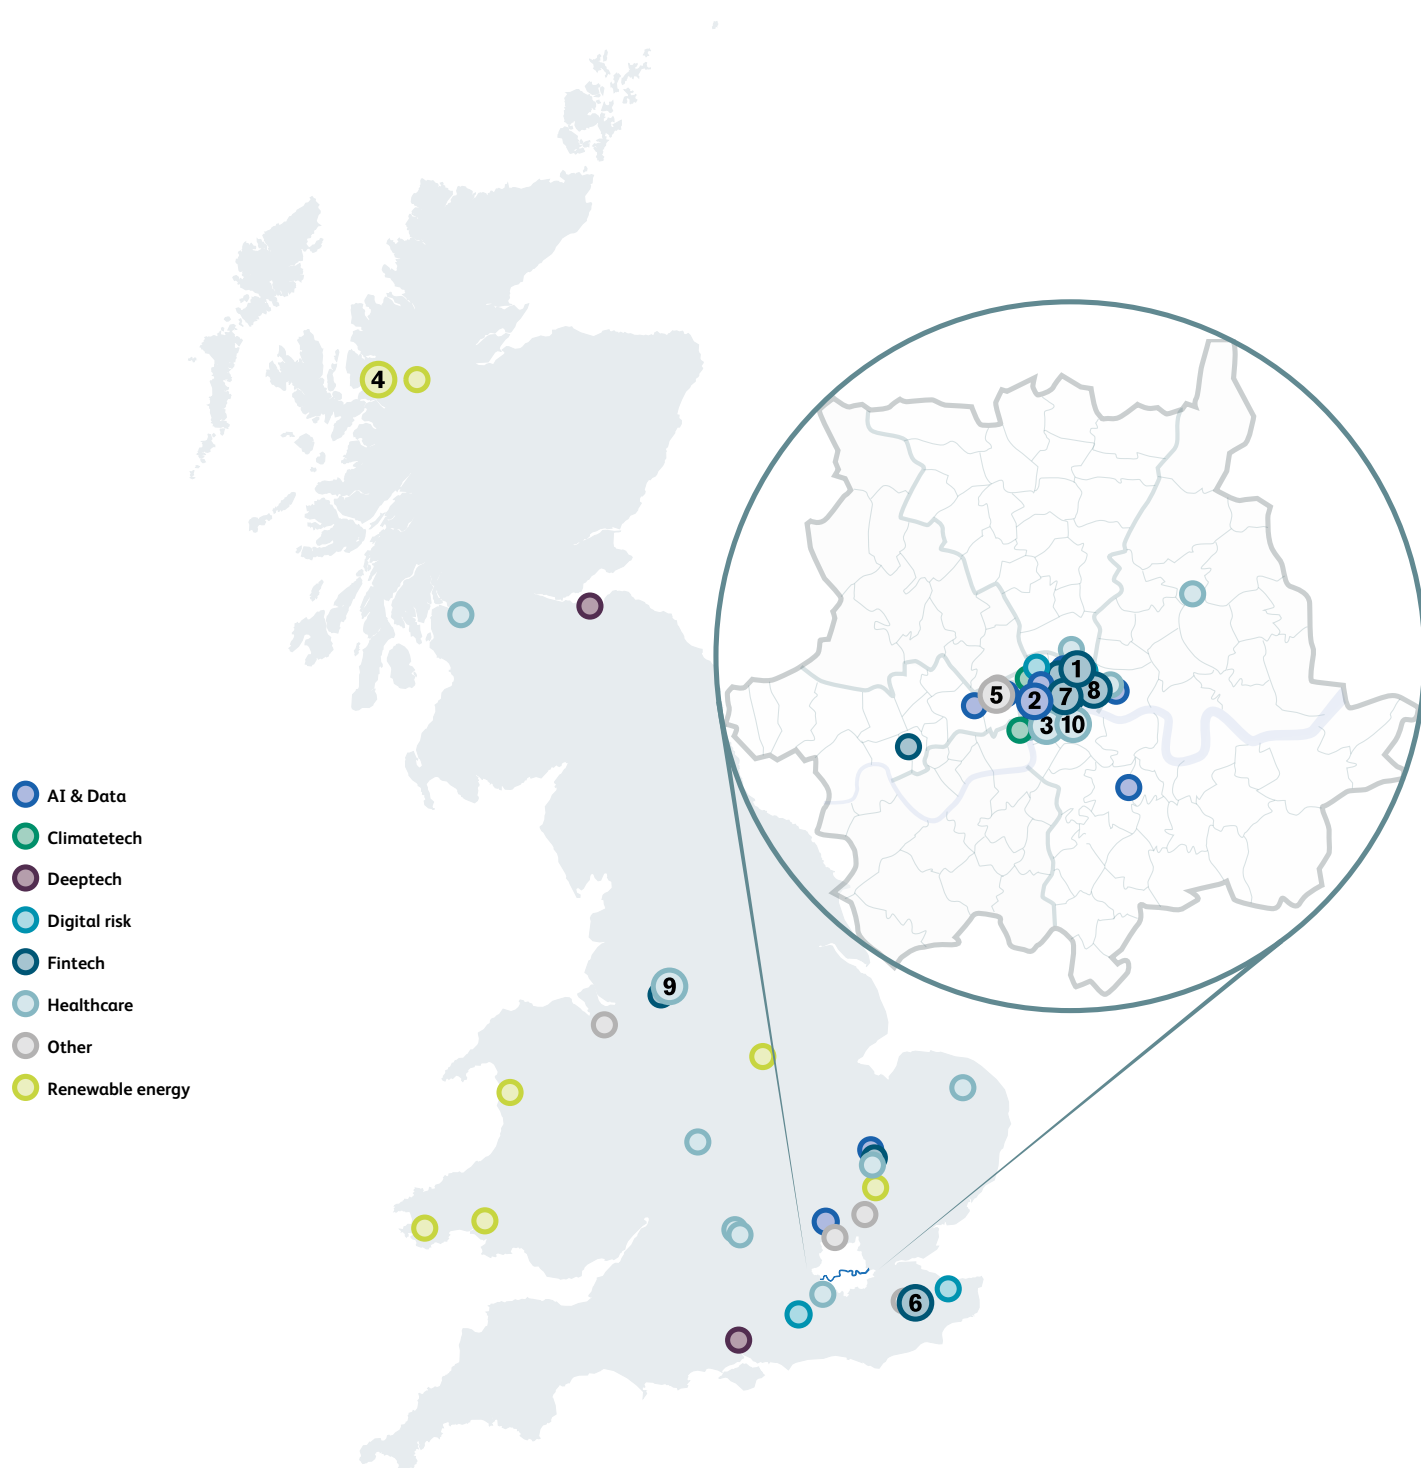 4
1
5
2
7
8
3
10
AI & Data
Climatetech
Deeptech
Digital risk
Fintech
Healthcare
Other
Renewable energy
9
6